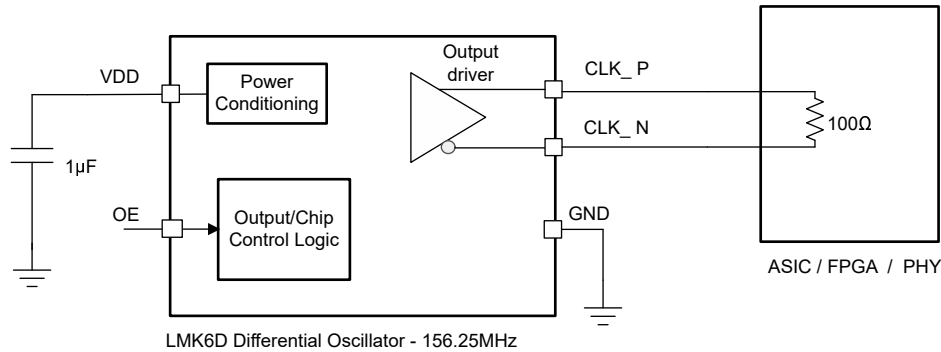 VDD
1µF
OE
Power
Conditioning
Output/Chip
Control Logic
Output
driver
CLK_ P
CLK_ N
GND
100Ω
ASIC / FPGA / PHY
LMK6D Differential Oscillator - 156.25MHz